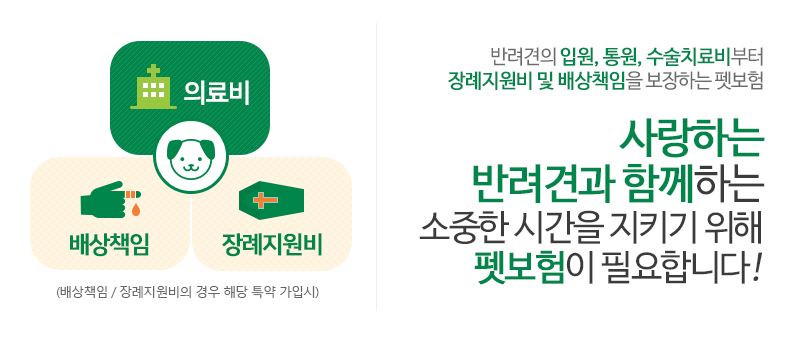 의료비
배상책임
장례지원비
(배상책임 / 장례지원비의 경우 해당 특약 가입시)
반려견의 입원, 통원, 수술치료비부터
장례지원비 및 배상책임을 보장하는 펫보험
사랑하는
반려견과 함께하는
소중한 시간을 지키기 위해
펫보험이 필요합니다!